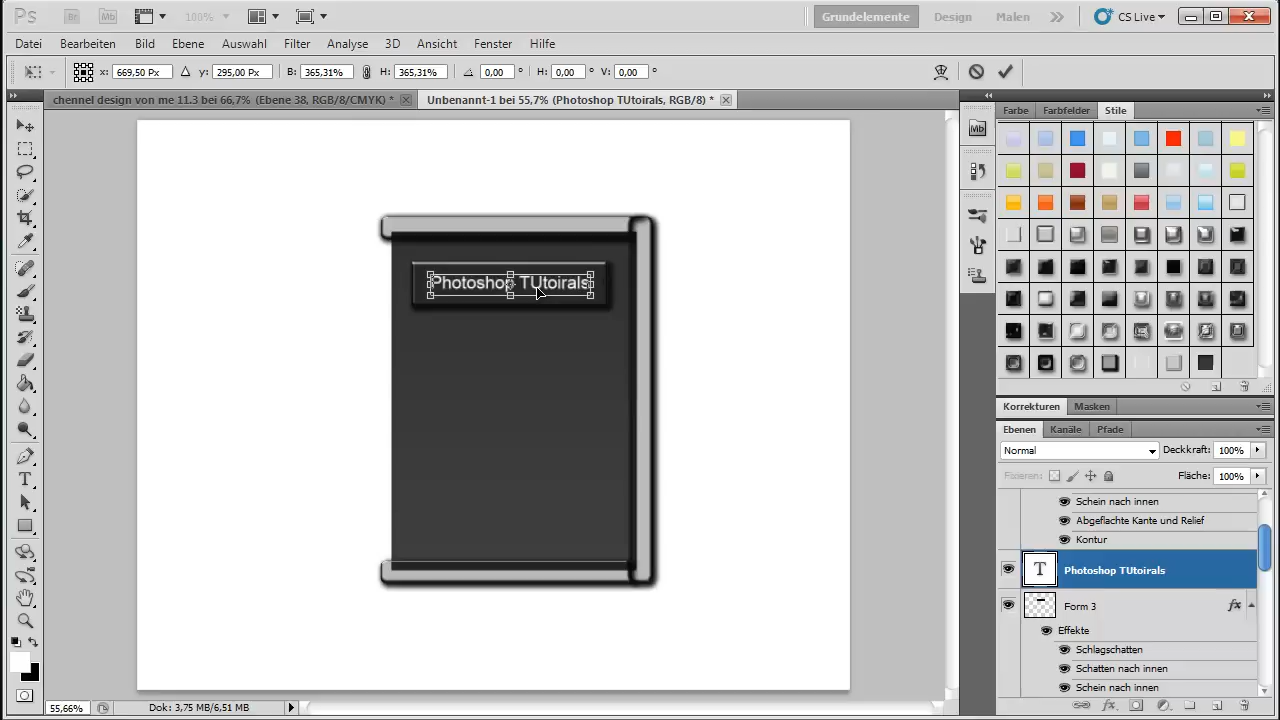 Ps Br Mb 100% Grundelemente Design Malen CS Live
Datei Bearbeiten Bild Ebene Auswahl Filter Analyse 3D Ansicht Fenster Hilfe
x: 669,50 Px y: 295,00 Px B: 365,31% H: 365,31% 0,00 ° H: 0,00 ° V: 0,00 °
chennel design von me 11.3 bei 66,7% (Ebene 38, RGB/8/CMYK) * Unbenannt-1 bei 55,7% (Photoshop TUtoirals, RGB/8) *
Farbe Farbfelder Stile
Mb
Photoshop TUtoirals
Korrekturen Masken
Ebenen Kanäle Pfade
Normal Deckkraft: 100%
Fixieren: Fläche: 100%
Schein nach innen
Abgeflachte Kante und Relief
Kontur
T Photoshop TUtoirals
Form 3 fx
Effekte
Schlagschatten
Schatten nach innen
Schein nach innen
55,66% Dok: 3,75 MB/6,51 MB